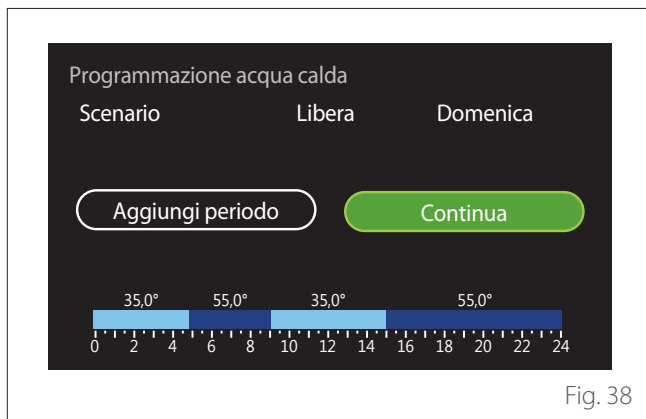 Programmazione acqua calda
Scenario Libera Domenica
Aggiungi periodo Continua
35,0° 55,0° 35,0° 55,0°
0 2 4 6 8 10 12 14 16 18 20 22 24
Fig. 38